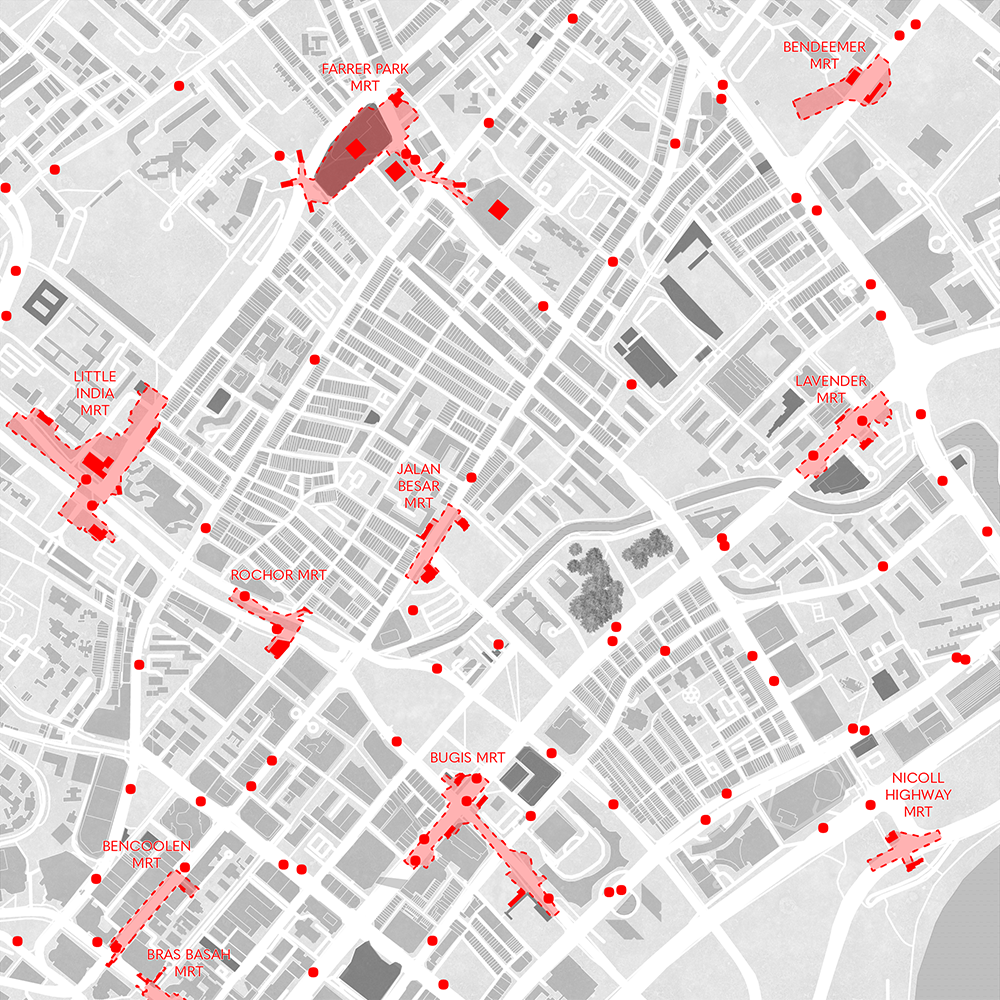 BENDEEMER
MRT
FARRER PARK
MRT
LITTLE
INDIA
MRT
LAVENDER
MRT
JALAN
BESAR
MRT
ROCHOR MRT
BUGIS MRT
NICOLL
HIGHWAY
MRT
BENCOOLEN
MRT
BRAS BASAH
MRT